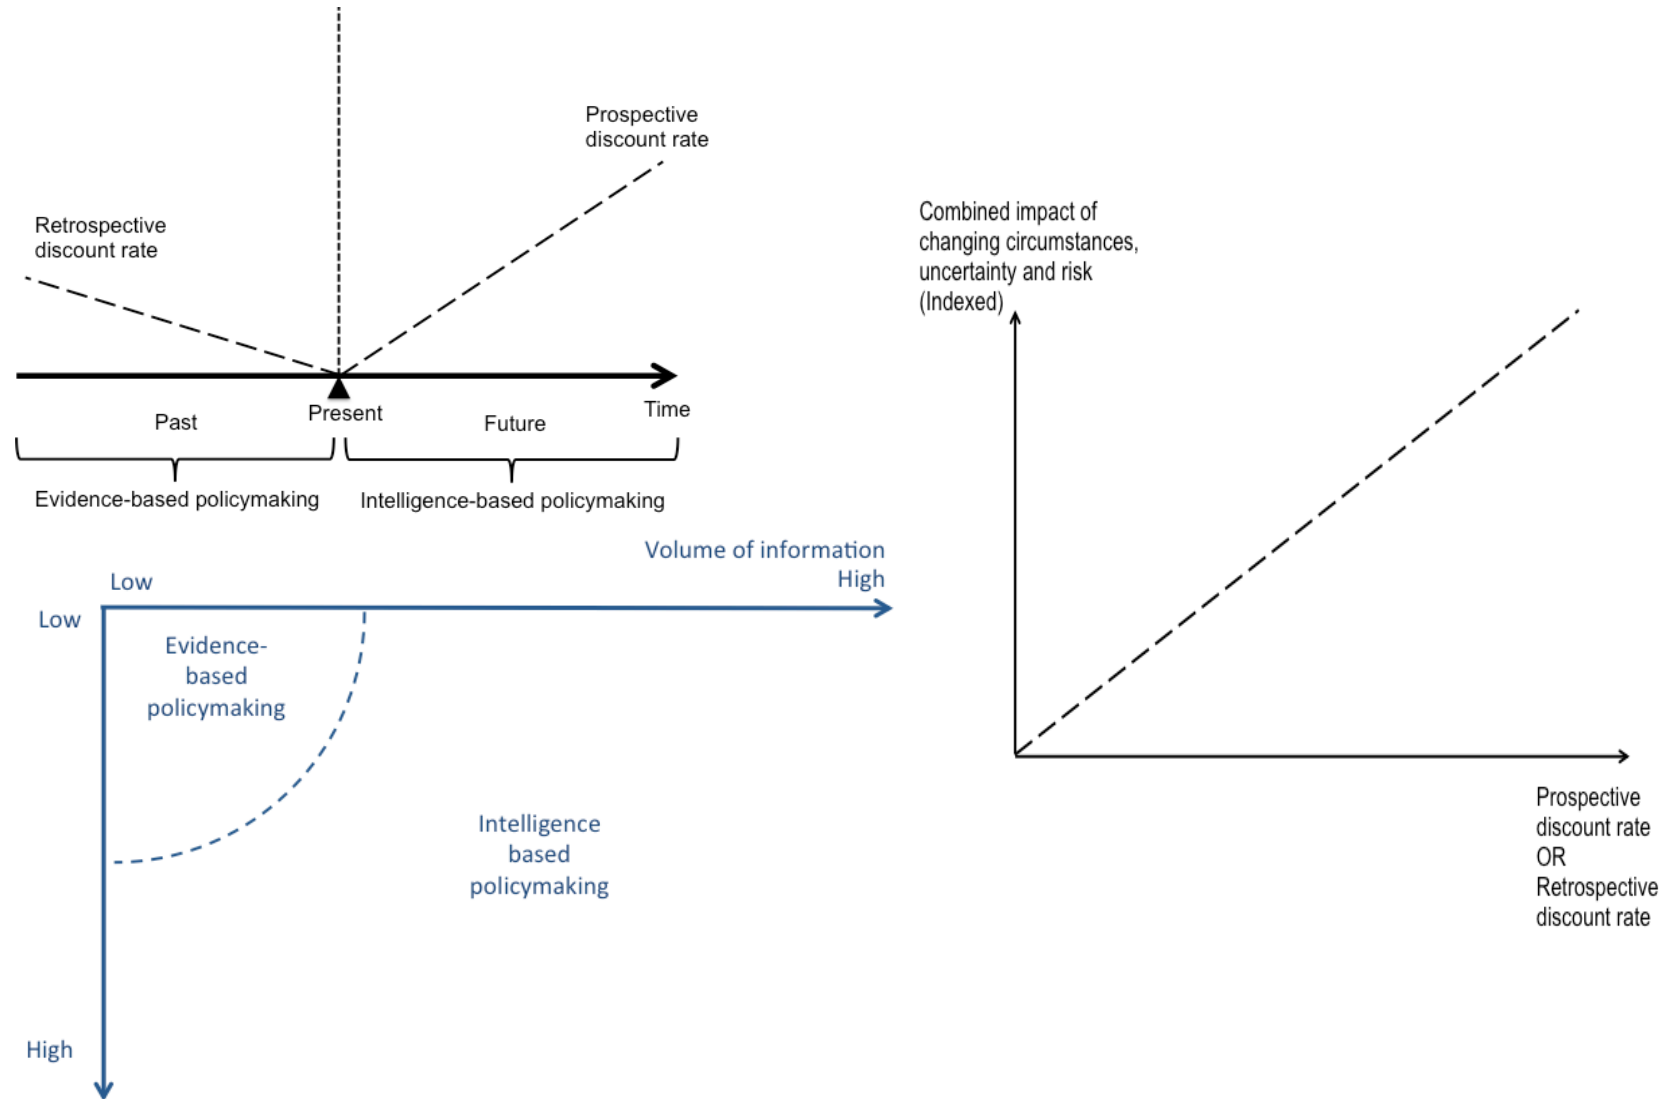 Prospective
discount rate
Retrospective
discount rate
Present
Time
Past
Future
Evidence-based policymaking
Intelligence-based policymaking
Volume of information
High
Low
Low
Evidence-
based
policymaking
Intelligence
based
policymaking
High
Combined impact of
changing circumstances,
uncertainty and risk
(Indexed)
Prospective
discount rate
OR
Retrospective
discount rate